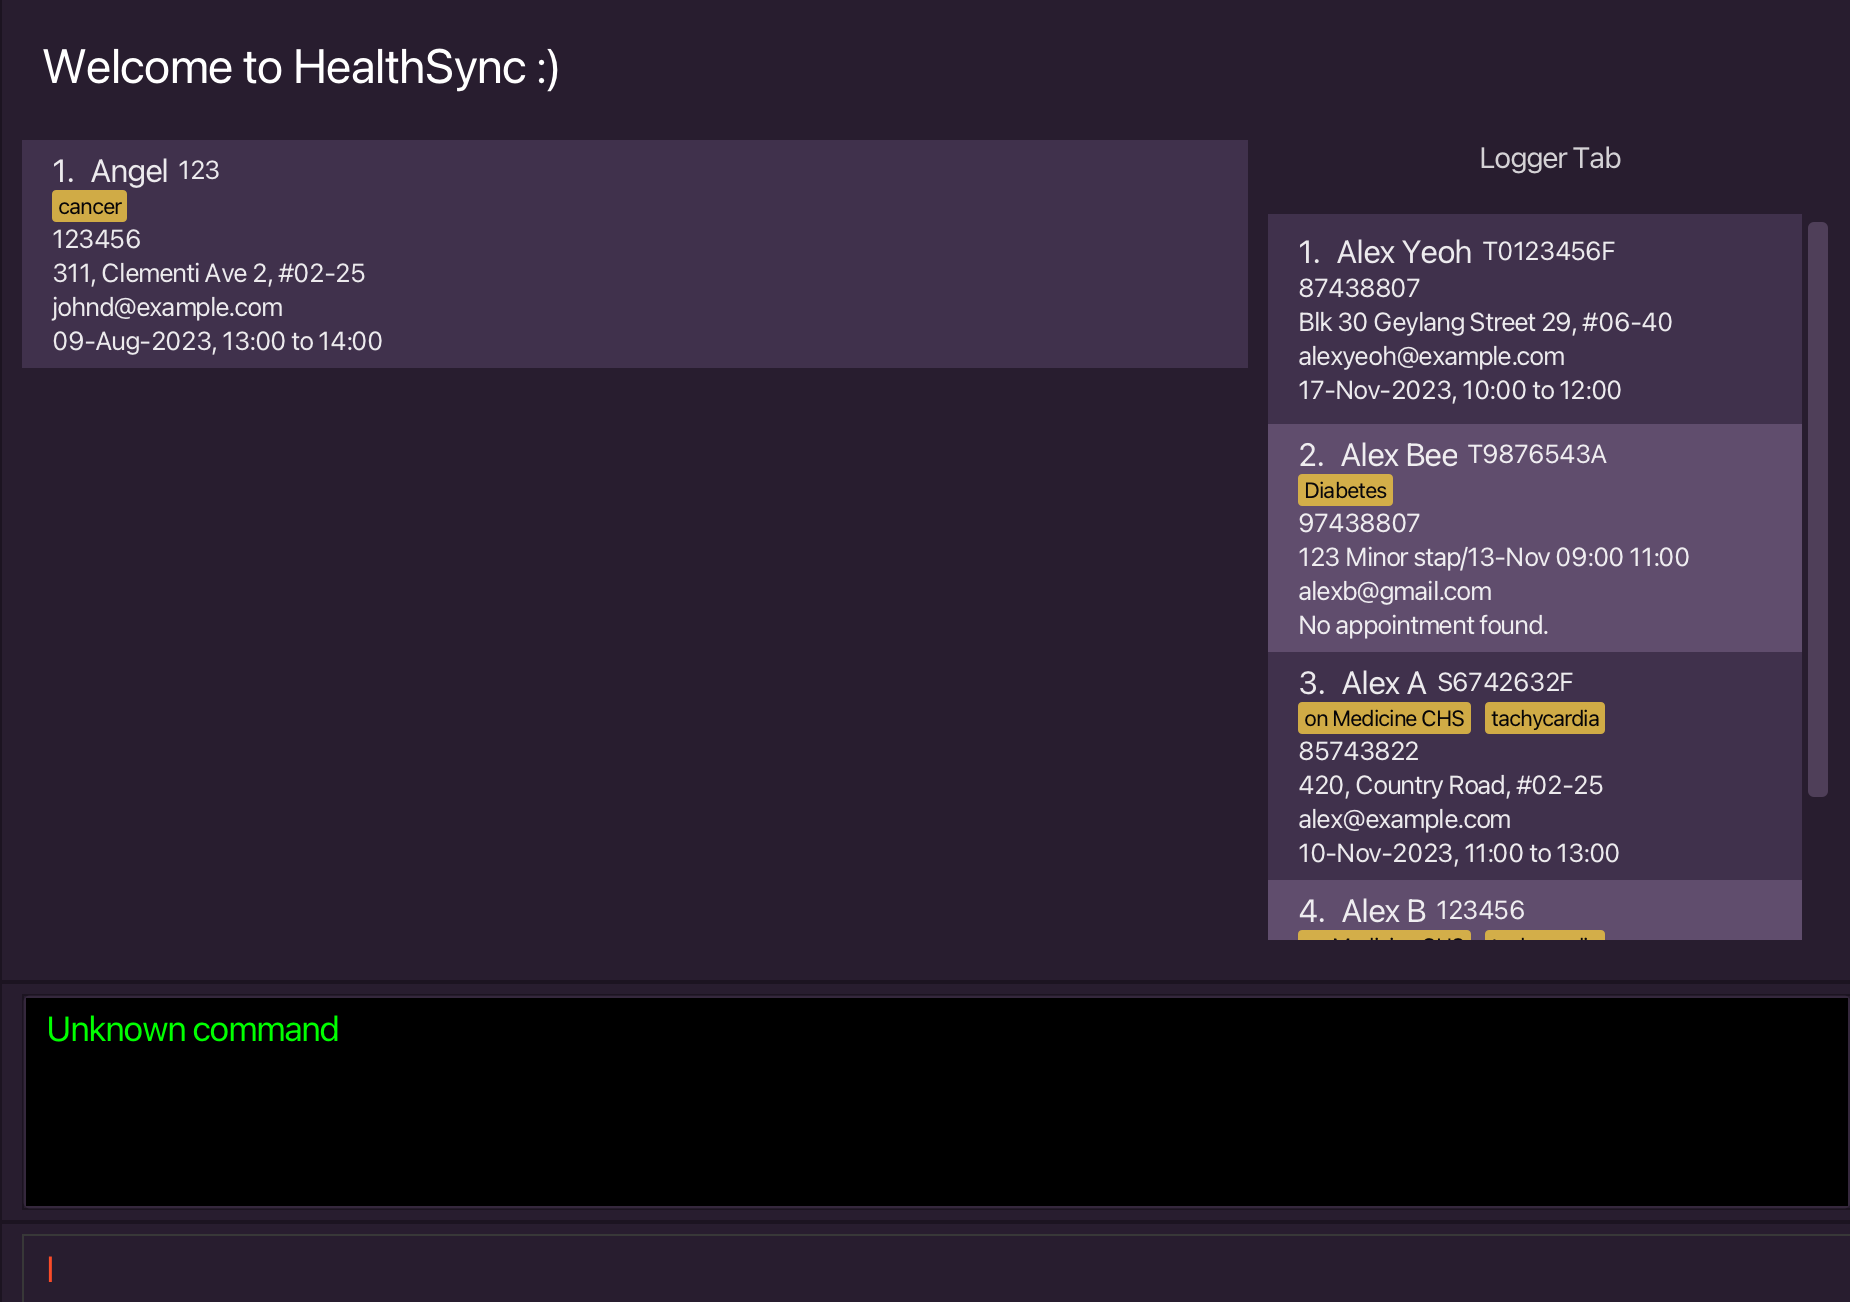 Welcome to HealthSync :)
1. Angel 123
cancer
123456
311, Clementi Ave 2, #02-25
johnd@example.com
09-Aug-2023, 13:00 to 14:00
Logger Tab
1. Alex Yeoh T0123456F
87438807
Blk 30 Geylang Street 29, #06-40
alexyeoh@example.com
17-Nov-2023, 10:00 to 12:00
2. Alex Bee T9876543A
Diabetes
97438807
123 Minor stap/13-Nov 09:00 11:00
alexb@gmail.com
No appointment found.
3. Alex A S6742632F
on Medicine CHS tachycardia
85743822
420, Country Road, #02-25
alex@example.com
10-Nov-2023, 11:00 to 13:00
4. Alex B 123456
Unknown command